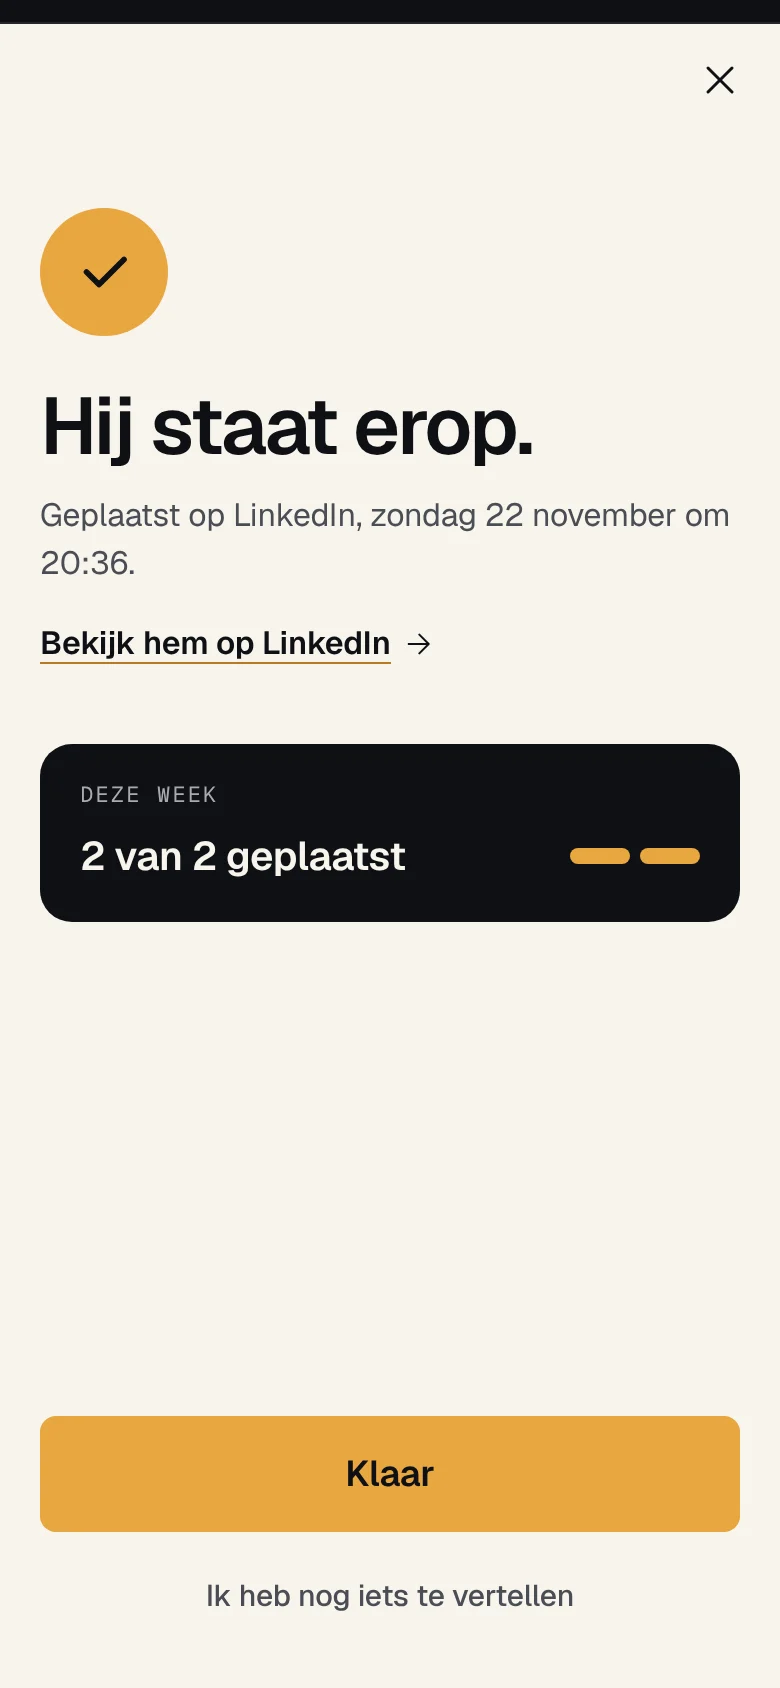 Hij staat erop.
Geplaatst op LinkedIn, zondag 22 november om
20:36.
Bekijk hem op LinkedIn →
DEZE WEEK
2 van 2 geplaatst
Klaar
Ik heb nog iets te vertellen